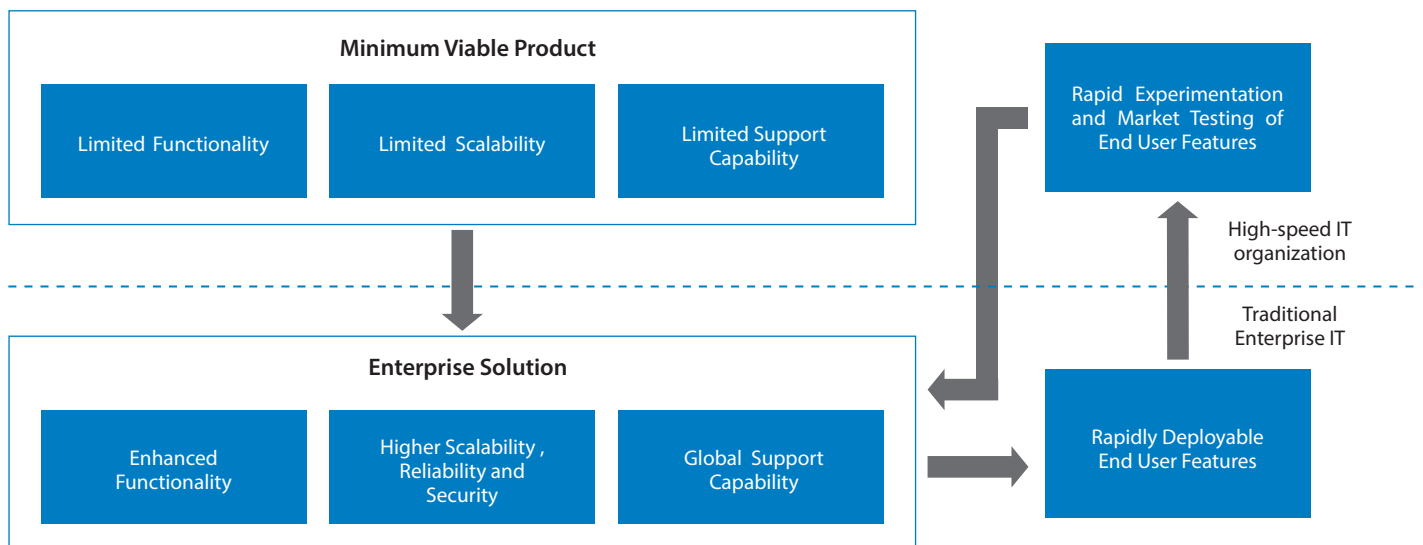 Minimum Viable Product
Limited Functionality
Limited Scalability
Limited Support
Capability
Rapid Experimentation
and Market Testing of
End User Features
High-speed IT
organization
Traditional
Enterprise IT
Enterprise Solution
Enhanced
Functionality
Higher Scalability ,
Reliability and
Security
Global Support
Capability
Rapidly Deployable
End User Features